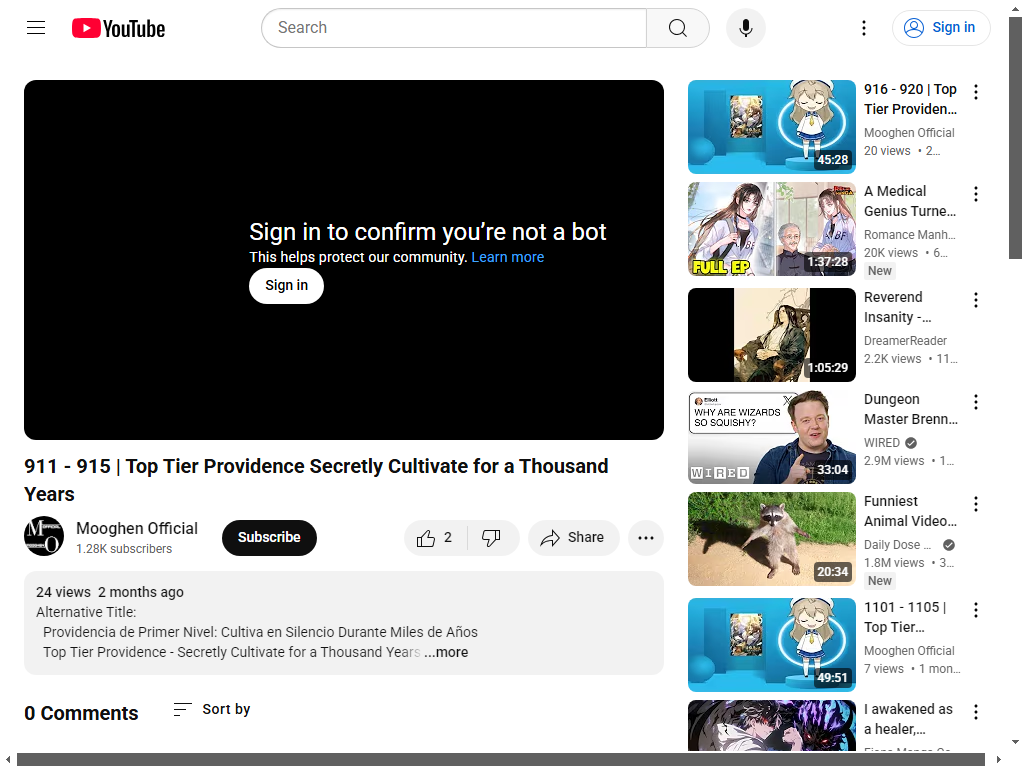 YouTube
Search
Sign in
Sign in to confirm you’re not a bot
This helps protect our community. Learn more
Sign in
911 - 915 | Top Tier Providence Secretly Cultivate for a Thousand
Years
Mooghen Official
1.28K subscribers
Subscribe
2
Share
24 views 2 months ago
Alternative Title:
Providencia de Primer Nivel: Cultiva en Silencio Durante Miles de Años
Top Tier Providence - Secretly Cultivate for a Thousand Years ...more
0 Comments
Sort by
45:28
916 - 920 | Top
Tier Providen...
Mooghen Official
20 views • 2...
FULL EP
1:37:28
A Medical
Genius Turne...
Romance Manh...
20K views • 6...
New
1:05:29
Reverend
Insanity -...
DreamerReader
2.2K views • 11...
Elliott
WHY ARE WIZARDS
SO SQUISHY?
WIRED
33:04
Dungeon
Master Brenn...
WIRED
2.9M views • 1...
20:34
Funniest
Animal Video...
Daily Dose ...
1.8M views • 3...
New
49:51
1101 - 1105 |
Top Tier...
Mooghen Official
7 views • 1 mon...
I awakened as
a healer,...